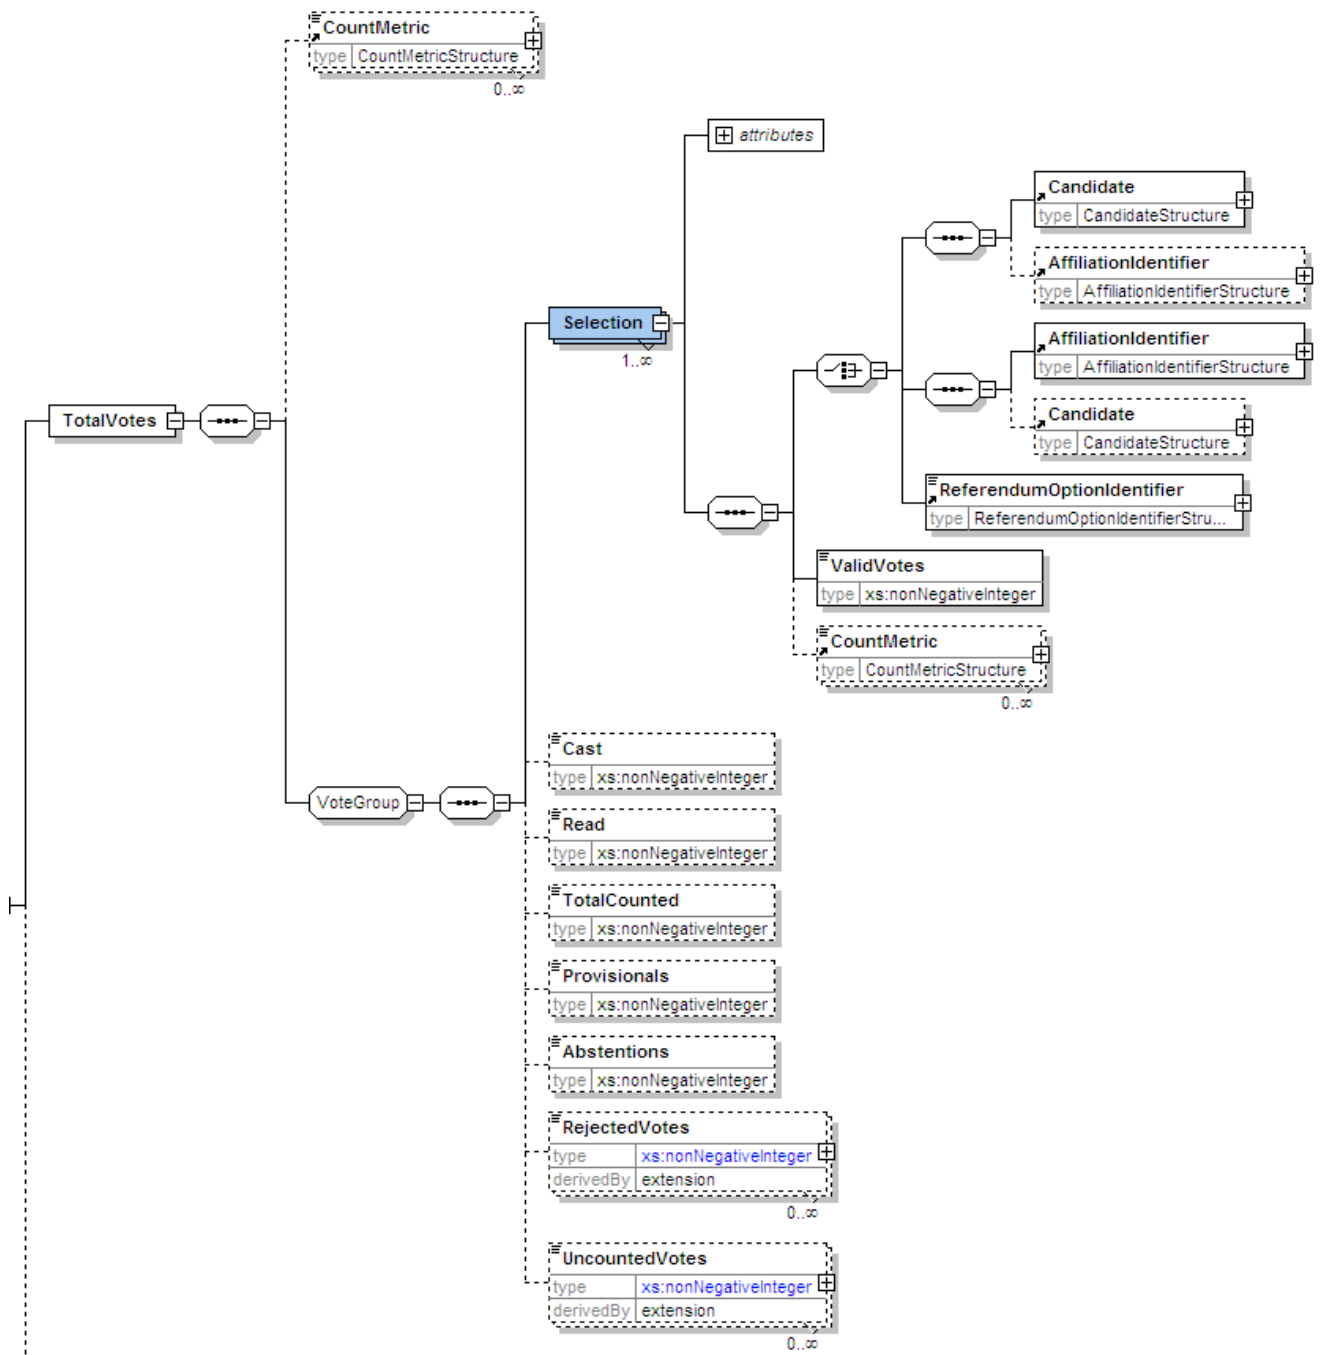 CountMetric
type CountMetricStructure
0..∞
attributes
Candidate
type CandidateStructure
AffiliationIdentifier
type AffiliationIdentifierStructure
Selection
1..∞
AffiliationIdentifier
type AffiliationIdentifierStructure
TotalVotes
Candidate
type CandidateStructure
ReferendumOptionIdentifier
type ReferendumOptionIdentifierStru...
ValidVotes
type xs:nonNegativeInteger
CountMetric
type CountMetricStructure
0..∞
VoteGroup
Cast
type xs:nonNegativeInteger
Read
type xs:nonNegativeInteger
TotalCounted
type xs:nonNegativeInteger
Provisionals
type xs:nonNegativeInteger
Abstentions
type xs:nonNegativeInteger
RejectedVotes
type xs:nonNegativeInteger
derivedBy extension
0..∞
UncountedVotes
type xs:nonNegativeInteger
derivedBy extension
0..∞